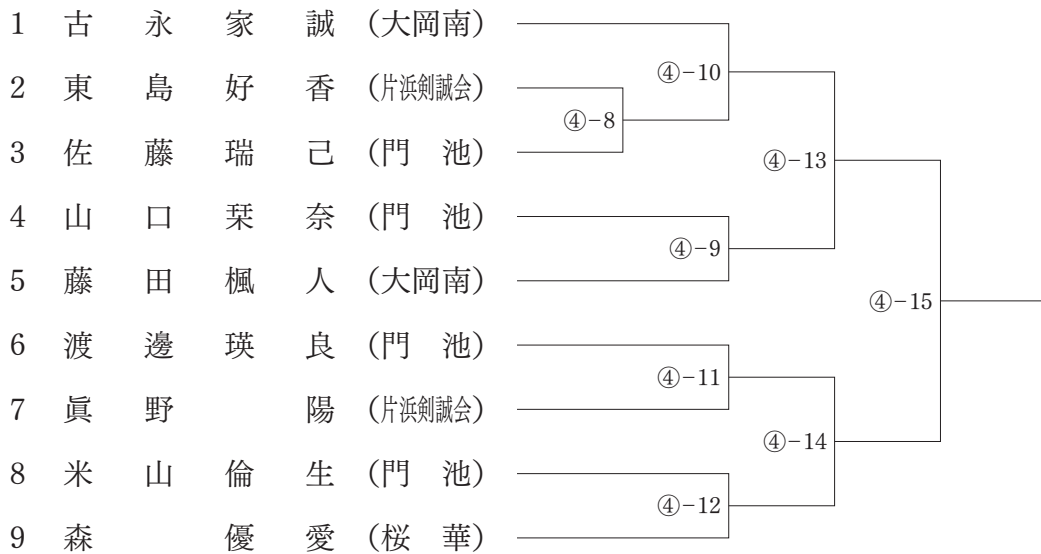 1 古永家誠 (大岡南)
④-10
2 東島好香 (片浜剣誠会)
④-8
3 佐藤瑞己 (門池)
④-13
4 山口栞奈 (門池)
④-9
5 藤田楓人 (大岡南)
④-15
6 渡邊瑛良 (門池)
④-11
7 眞野陽 (片浜剣誠会)
④-14
8 米山倫生 (門池)
④-12
9 森優愛 (桜華)